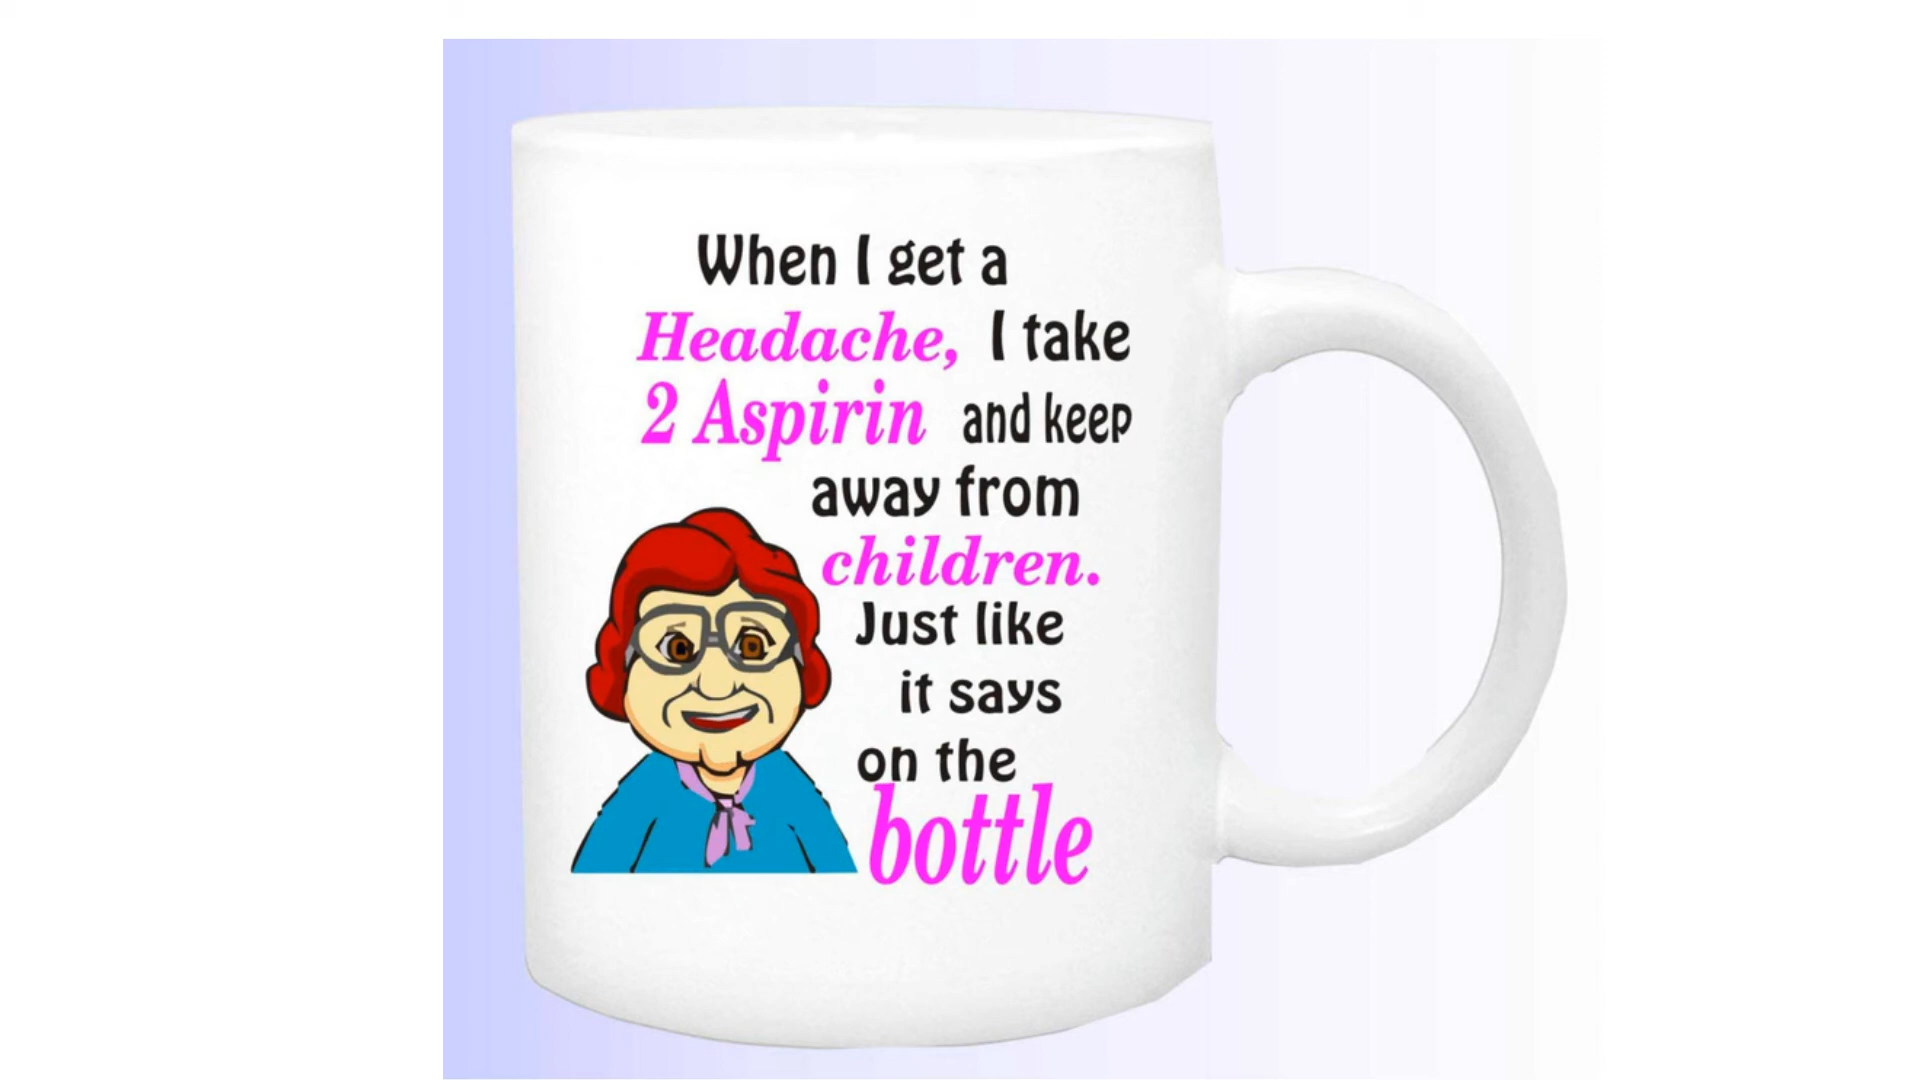 When I get a
Headache, I take
2 Aspirin and keep
away from
children.
Just like
it says
on the
bottle